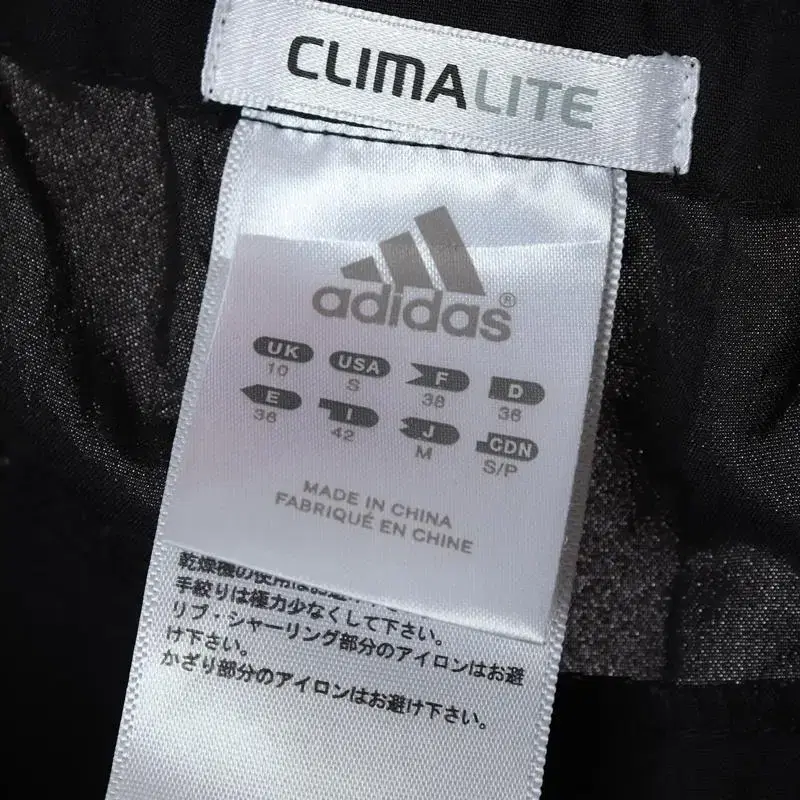 CLIMALITE
adidas®
UK USA F D
10 S 38 36
E I J CDN
36 42 M S/P
MADE IN CHINA
FABRIQUÉ EN CHINE
乾燥機の使用はお避け
手絞りは極力少なくして下さい。
リブ・シャーリング部分のアイロンはお避
け下さい。
かざり部分のアイロンはお避け下さい。